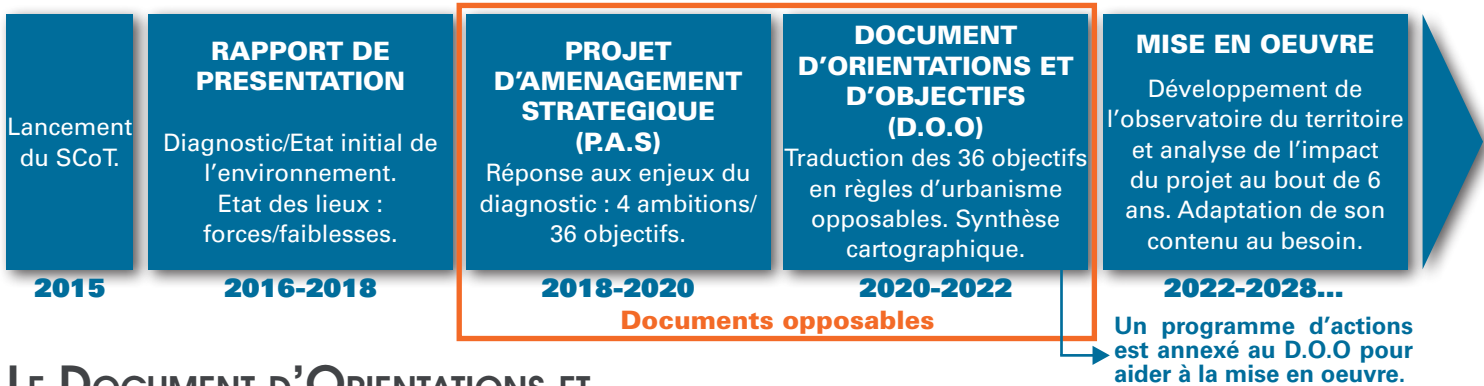 Lancement
du SCoT.
2015
RAPPORT DE
PRESENTATION
Diagnostic/Etat initial de
l'environnement.
Etat des lieux :
forces/faiblesses.
2016-2018
PROJET
D'AMENAGEMENT
STRATEGIQUE
(P.A.S)
Réponse aux enjeux du
diagnostic : 4 ambitions/
36 objectifs.
2018-2020
DOCUMENT
D'ORIENTATIONS ET
D'OBJECTIFS
(D.O.O)
Traduction des 36 objectifs
en règles d'urbanisme
opposables. Synthèse
cartographique.
2020-2022
Documents opposables
MISE EN OEUVRE
Développement de
l'observatoire du territoire
et analyse de l'impact
du projet au bout de 6
ans. Adaptation de son
contenu au besoin.
2022-2028...
Un programme d'actions
est annexé au D.O.O pour
aider à la mise en oeuvre.
LE DOCUMENT D'ORIENTATIONS ET